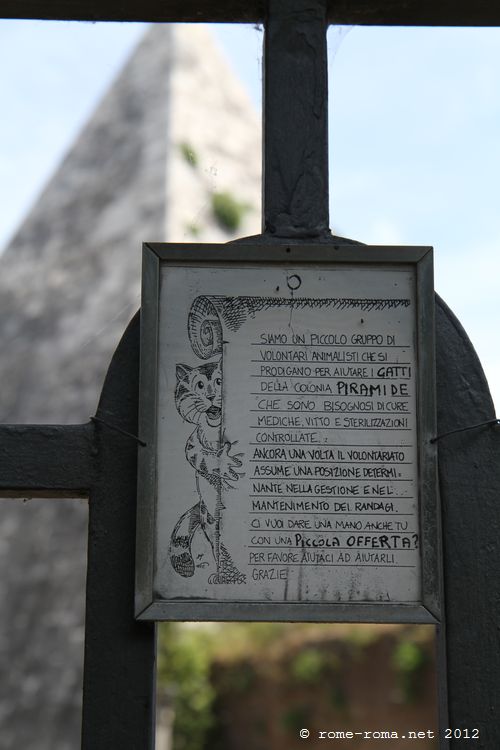 SIAMO UN PICCOLO GRUPPO DI
VOLONTARI ANIMALISTI CHE SI
PRODIGANO PER AIUTARE I GATTI
DELLA COLONIA PIRAMIDE
CHE SONO BISOGNOSI DI CURE
MEDICHE, VITTO E STERILIZZAZIONI
CONTROLLATE.
ANCORA UNA VOLTA IL VOLONTARIATO
ASSUME UNA POSIZIONE DETERMI-
NANTE NELLA GESTIONE E NEL...
MANTENIMENTO DEI RANDAGI.
CI VUOI DARE UNA MANO ANCHE TU
CON UNA PICCOLA OFFERTA?
PER FAVORE AIUTACI AD AIUTARLI.
GRAZIE
© rome-roma.net 2012